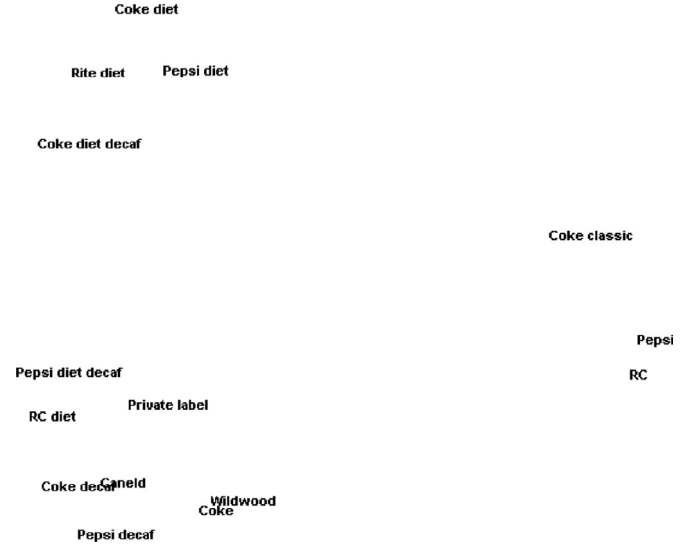 Coke diet
Rite diet
Pepsi diet
Coke diet decaf
Coke classic
Pepsi
Pepsi diet decaf
RC
Private label
RC diet
Caneld
Coke decaf
Wildwood
Coke
Pepsi decaf